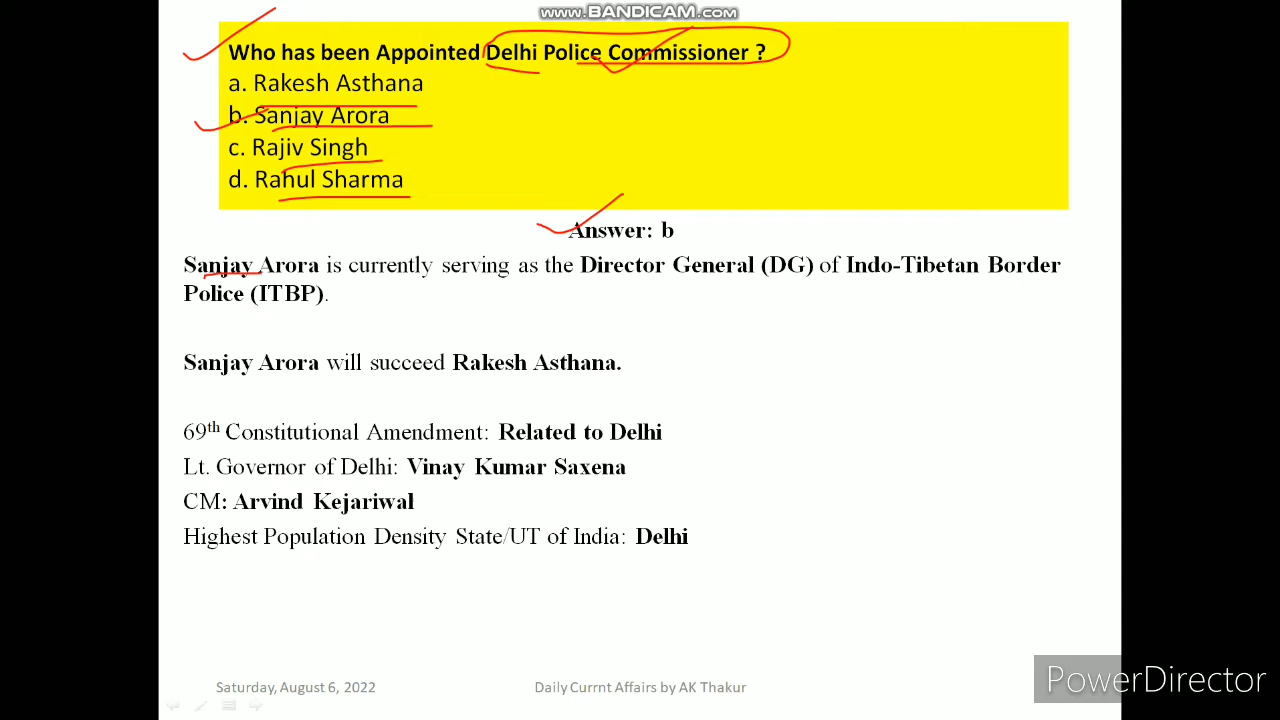 WWW.BANDICAM.COM
Who has been Appointed Delhi Police Commissioner ?
a. Rakesh Asthana
b. Sanjay Arora
c. Rajiv Singh
d. Rahul Sharma
Answer: b
Sanjay Arora is currently serving as the Director General (DG) of Indo-Tibetan Border
Police (ITBP).
Sanjay Arora will succeed Rakesh Asthana.
69th Constitutional Amendment: Related to Delhi
Lt. Governor of Delhi: Vinay Kumar Saxena
CM: Arvind Kejariwal
Highest Population Density State/UT of India: Delhi
Saturday, August 6, 2022
Daily Currnt Affairs by AK Thakur
PowerDirector